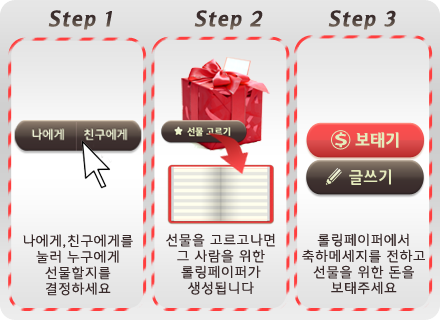 Step 1
Step 2
Step 3
나에게
친구에게
★ 선물 고르기
$ 보태기
글쓰기
나에게,친구에게를
눌러 누구에게
선물할지를
결정하세요
선물을 고르고나면
그 사람을 위한
롤링페이퍼가
생성됩니다
롤링페이퍼에서
축하메세지를 전하고
선물을 위한 돈을
보태주세요